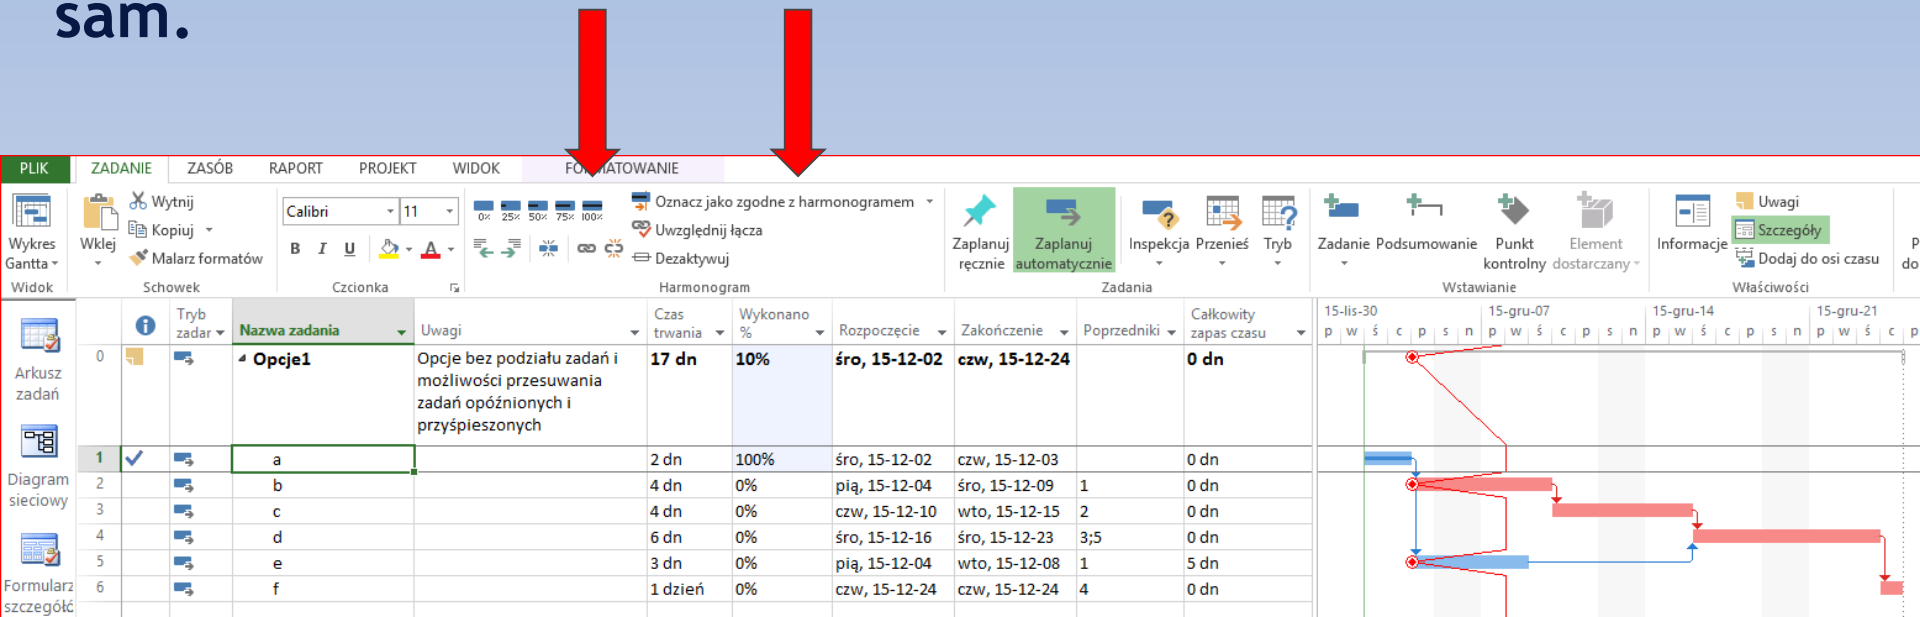 sam.
PLIK ZADANIE ZASÓB RAPORT PROJEKT WIDOK FORMATOWANIE
Wykres Gantta
Widok
Wklej
Wytnij
Kopiuj
Malarz formatów
Schowek
Calibri 11
B I U A
Czcionka
0% 25% 50% 75% 100%
Oznacz jako zgodne z harmonogramem
Uwzględnij łącza
Dezaktywuj
Harmonogram
Zaplanuj ręcznie
Zaplanuj automatycznie
Inspekcja Przenieś Tryb
Zadania
Zadanie Podsumowanie Punkt kontrolny Element dostarczany
Wstawianie
Informacje
Uwagi
Szczegóły
Dodaj do osi czasu
Właściwości
P
do
Arkusz zadań
Diagram sieciowy
Formularz
Tryb zadar Nazwa zadania Uwagi Czas trwania Wykonano % Rozpoczęcie Zakończenie Poprzedniki Całkowity zapas czasu
15-lis-30 15-gru-07 15-gru-14 15-gru-21
p w ś c p s n p w ś c p s n p w ś c p s n p w ś c p
0 Opcje1 Opcje bez podziału zadań i 17 dn 10% śro, 15-12-02 czw, 15-12-24 0 dn
możliwości przesuwania
zadań opóźnionych i
przyśpieszonych
1 a 2 dn 100% śro, 15-12-02 czw, 15-12-03 0 dn
2 b 4 dn 0% pią, 15-12-04 śro, 15-12-09 1 0 dn
3 c 4 dn 0% czw, 15-12-10 wto, 15-12-15 2 0 dn
4 d 6 dn 0% śro, 15-12-16 śro, 15-12-23 3;5 0 dn
5 e 3 dn 0% pią, 15-12-04 wto, 15-12-08 1 5 dn
6 f 1 dzień 0% czw, 15-12-24 czw, 15-12-24 4 0 dn